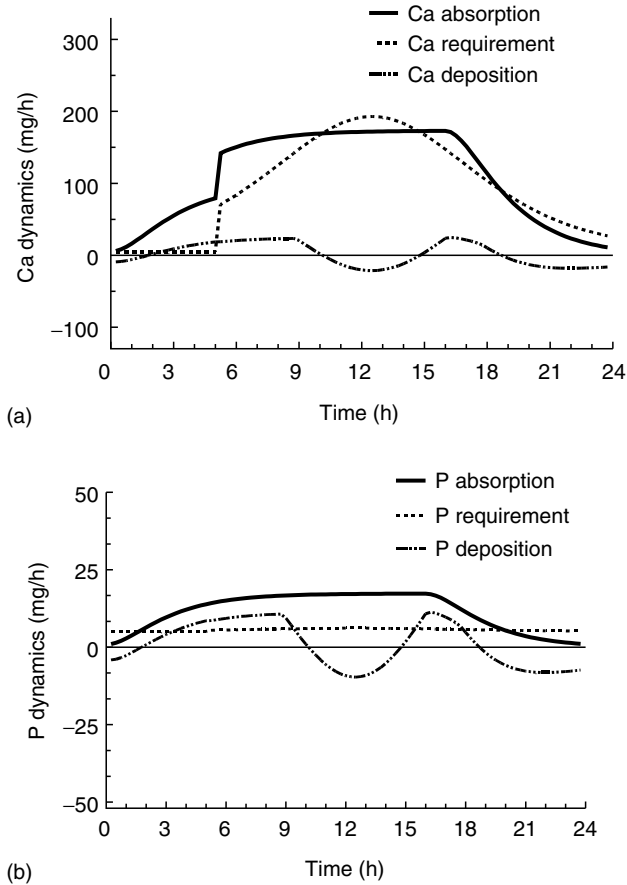 Ca absorption
Ca requirement
Ca deposition
300
200
100
0
−100
Ca dynamics (mg/h)
0 3 6 9 12 15 18 21 24
Time (h)
(a)
P absorption
P requirement
P deposition
50
25
0
−25
−50
P dynamics (mg/h)
0 3 6 9 12 15 18 21 24
Time (h)
(b)